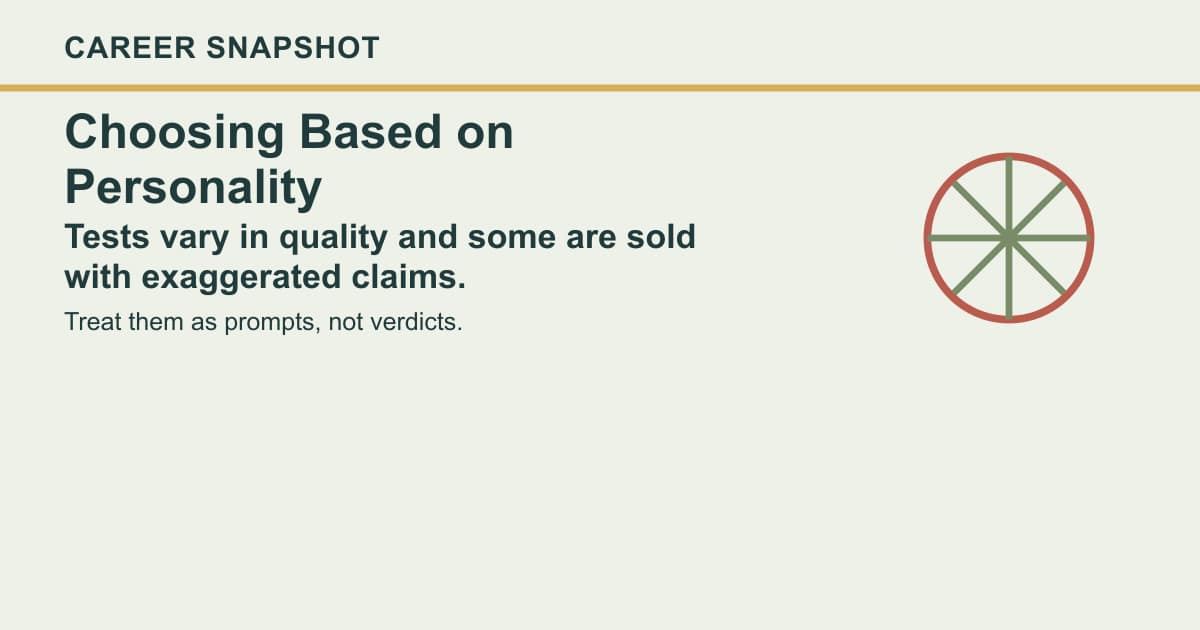 CAREER SNAPSHOT
Choosing Based on
Personality
Tests vary in quality and some are sold
with exaggerated claims.
Treat them as prompts, not verdicts.